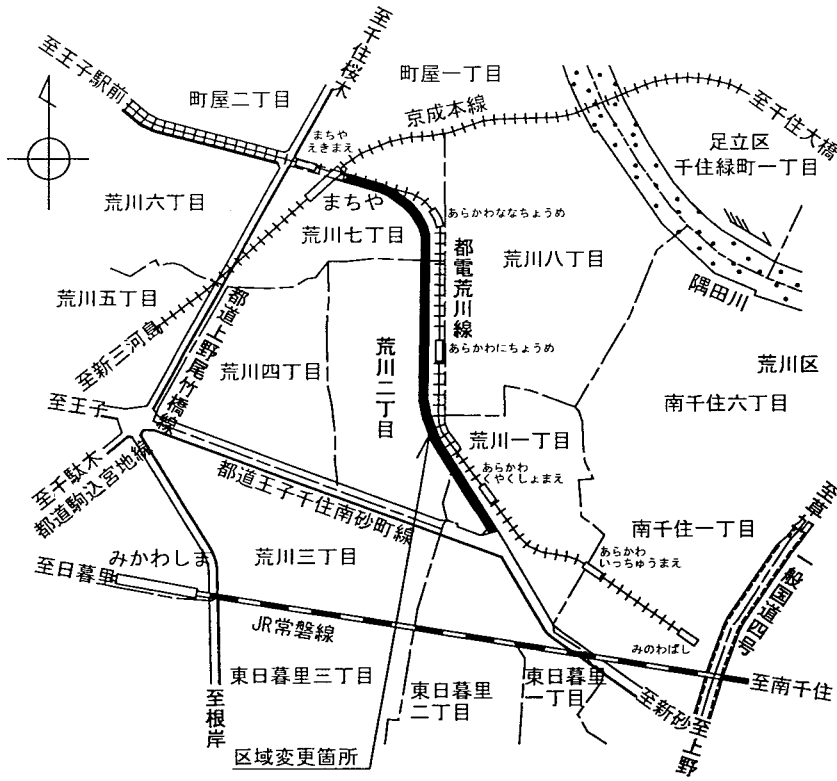 至千住桜木
至王子駅前
町屋二丁目
町屋一丁目
京成本線
至千住大橋
まちや
えきまえ
足立区
千住緑町一丁目
荒川六丁目
まちや
荒川七丁目
あらかわななちょうめ
都電荒川線
荒川八丁目
隅田川
荒川五丁目
都道上野尾竹橋線
至新三河島
荒川四丁目
荒川二丁目
あらかわにちょうめ
荒川区
南千住六丁目
至王子
荒川一丁目
至千駄木
都道駒込宮地線
都道王子千住南砂町線
あらかわ
くやくしょまえ
至草加
南千住一丁目
一般国道四号
みかわしま
至日暮里
荒川三丁目
あらかわ
いっちゅうまえ
JR常磐線
みのわばし
至南千住
東日暮里三丁目
東日暮里
二丁目
東日暮里
一丁目
至根岸
至新砂
至上野
区域変更箇所